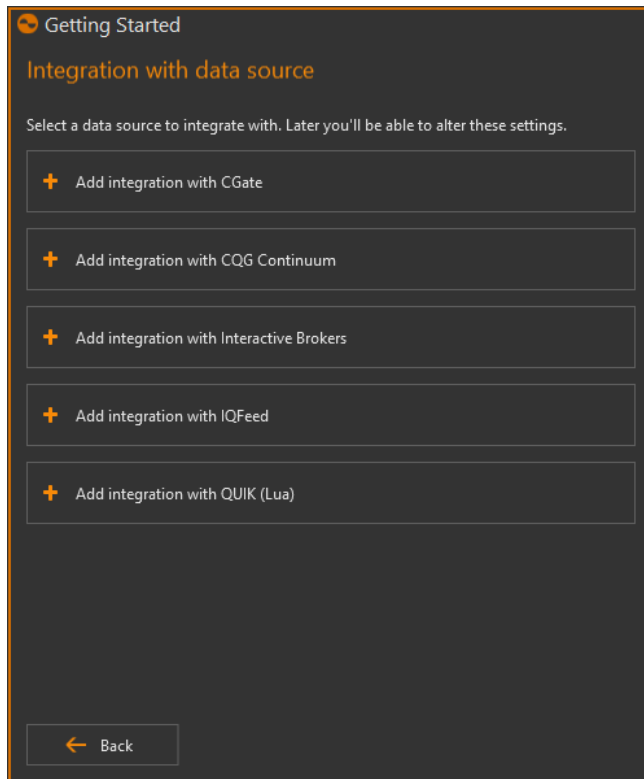 Getting Started
Integration with data source
Select a data source to integrate with. Later you'll be able to alter these settings.
Add integration with CGate
Add integration with CQG Continuum
Add integration with Interactive Brokers
Add integration with IQFeed
Add integration with QUIK (Lua)
Back